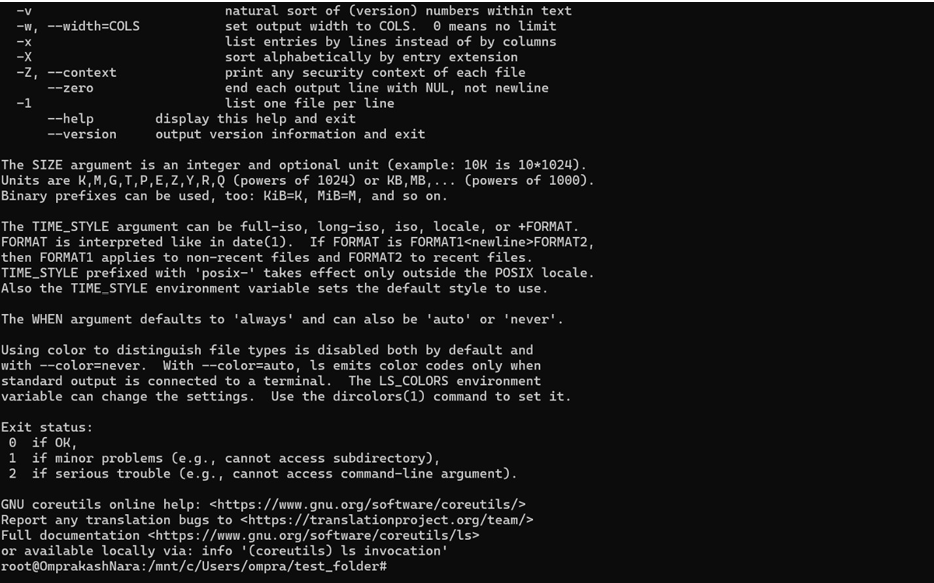 -v                         natural sort of (version) numbers within text
  -w, --width=COLS           set output width to COLS.  0 means no limit
  -x                         list entries by lines instead of by columns
  -X                         sort alphabetically by entry extension
  -Z, --context              print any security context of each file
      --zero                 end each output line with NUL, not newline
  -1                         list one file per line
      --help        display this help and exit
      --version     output version information and exit

The SIZE argument is an integer and optional unit (example: 10K is 10*1024).
Units are K,M,G,T,P,E,Z,Y,R,Q (powers of 1024) or KB,MB,... (powers of 1000).
Binary prefixes can be used, too: KiB=K, MiB=M, and so on.

The TIME_STYLE argument can be full-iso, long-iso, iso, locale, or +FORMAT.
FORMAT is interpreted like in date(1).  If FORMAT is FORMAT1<newline>FORMAT2,
then FORMAT1 applies to non-recent files and FORMAT2 to recent files.
TIME_STYLE prefixed with 'posix-' takes effect only outside the POSIX locale.
Also the TIME_STYLE environment variable sets the default style to use.

The WHEN argument defaults to 'always' and can also be 'auto' or 'never'.

Using color to distinguish file types is disabled both by default and
with --color=never.  With --color=auto, ls emits color codes only when
standard output is connected to a terminal.  The LS_COLORS environment
variable can change the settings.  Use the dircolors(1) command to set it.

Exit status:
 0  if OK,
 1  if minor problems (e.g., cannot access subdirectory),
 2  if serious trouble (e.g., cannot access command-line argument).

GNU coreutils online help: <https://www.gnu.org/software/coreutils/>
Report any translation bugs to <https://translationproject.org/team/>
Full documentation <https://www.gnu.org/software/coreutils/ls>
or available locally via: info '(coreutils) ls invocation'
root@OmprakashNara:/mnt/c/Users/ompra/test_folder#